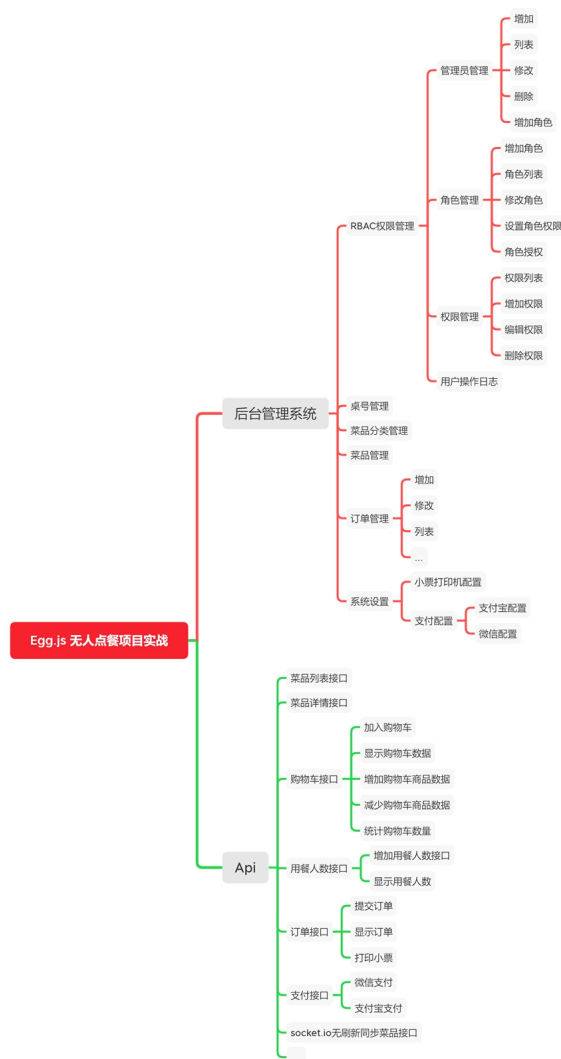 增加
列表
管理员管理
修改
删除
增加角色
增加角色
角色列表
角色管理
修改角色
RBAC权限管理
设置角色权限
角色授权
权限列表
增加权限
权限管理
编辑权限
删除权限
用户操作日志
后台管理系统
桌号管理
菜品分类管理
菜品管理
增加
修改
订单管理
列表
...
小票打印机配置
系统设置
支付宝配置
支付配置
微信配置
Egg.js 无人点餐项目实战
菜品列表接口
菜品详情接口
加入购物车
显示购物车数据
购物车接口
增加购物车商品数据
减少购物车商品数据
统计购物车数量
Api
增加用餐人数接口
用餐人数接口
显示用餐人数
提交订单
订单接口
显示订单
打印小票
微信支付
支付接口
支付宝支付
socket.io无刷新同步菜品接口